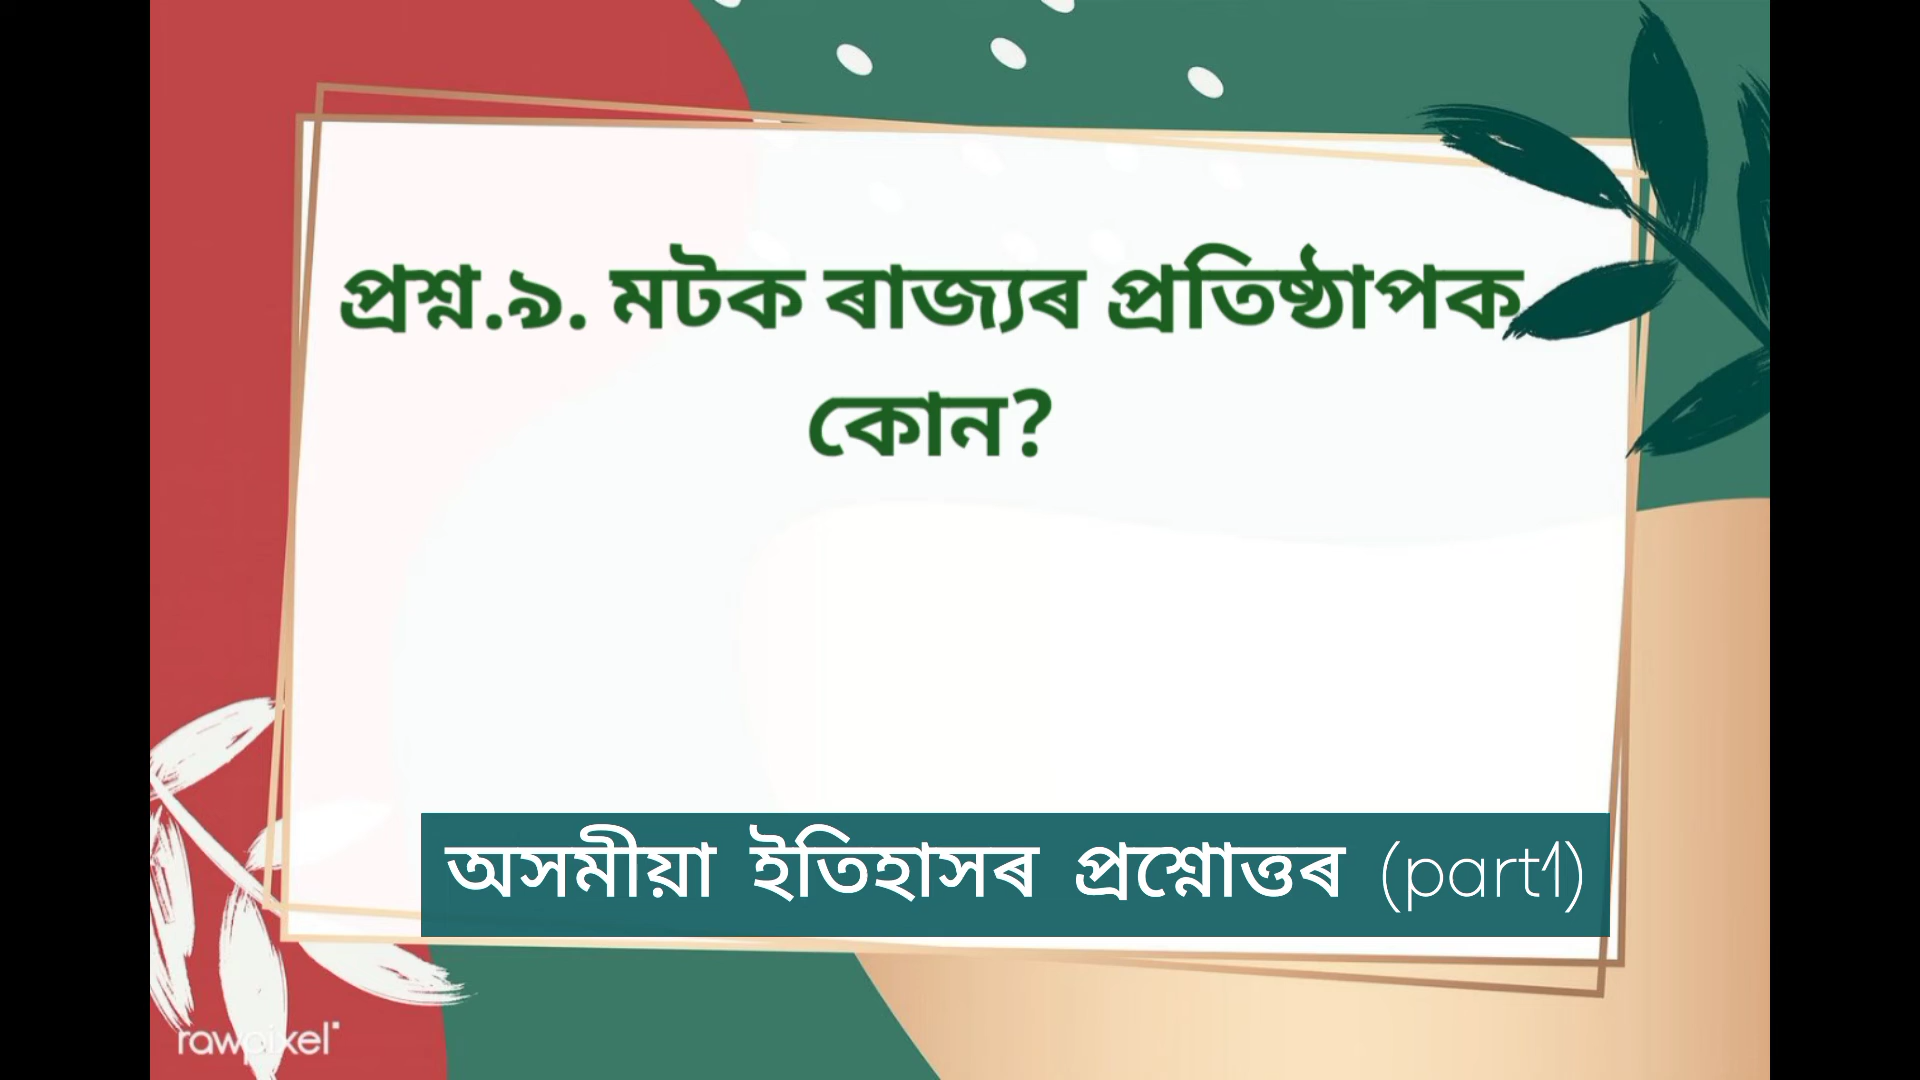 প্ৰশ্ন.৯. মটক ৰাজ্যৰ প্ৰতিষ্ঠাপক
কোন?
অসমীয়া ইতিহাসৰ প্ৰশ্নোত্তৰ (part1)
rawpixel